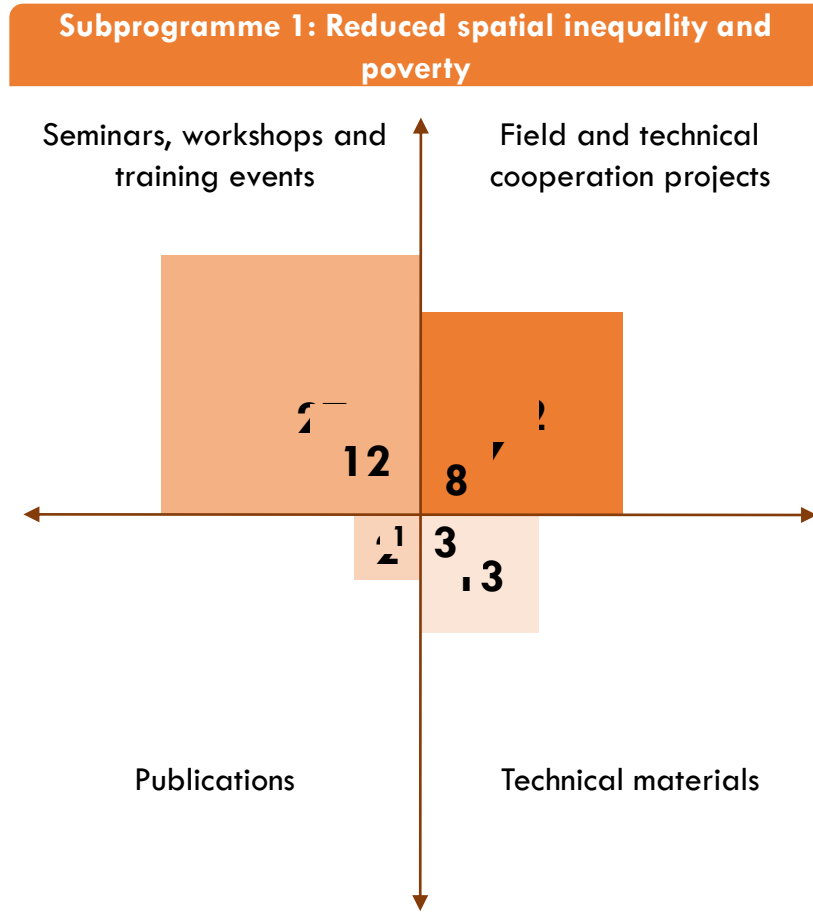 Subprogramme 1: Reduced spatial inequality and
poverty
Seminars, workshops and
training events
Field and technical
cooperation projects
12
8
1
3
Publications
Technical materials